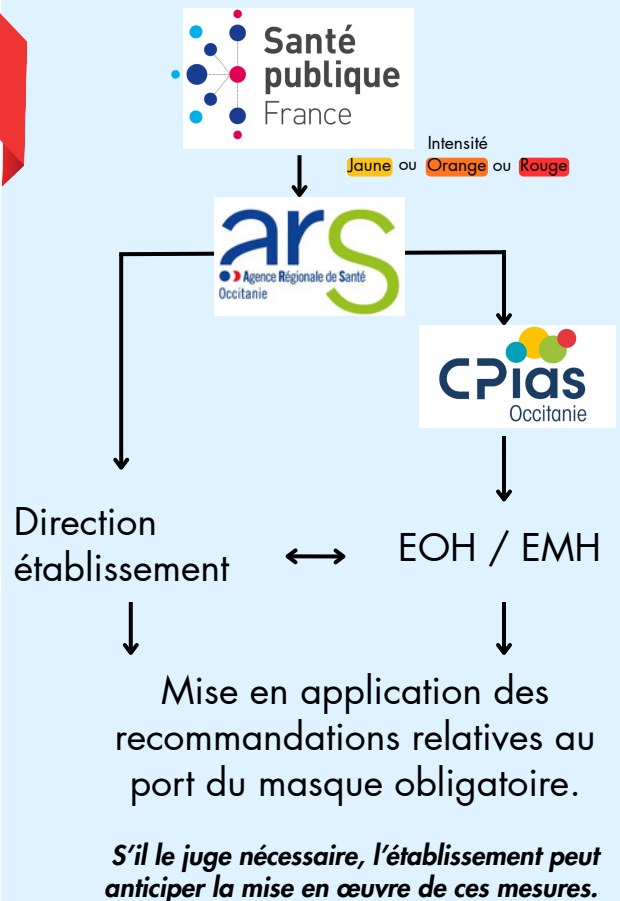 Santé
publique
France
Intensité
Jaune ou Orange ou Rouge
ars
Agence Régionale de Santé
Occitanie
CPias
Occitanie
Direction
établissement
EOH / EMH
Mise en application des
recommandations relatives au
port du masque obligatoire.
S'il le juge nécessaire, l'établissement peut
anticiper la mise en œuvre de ces mesures.